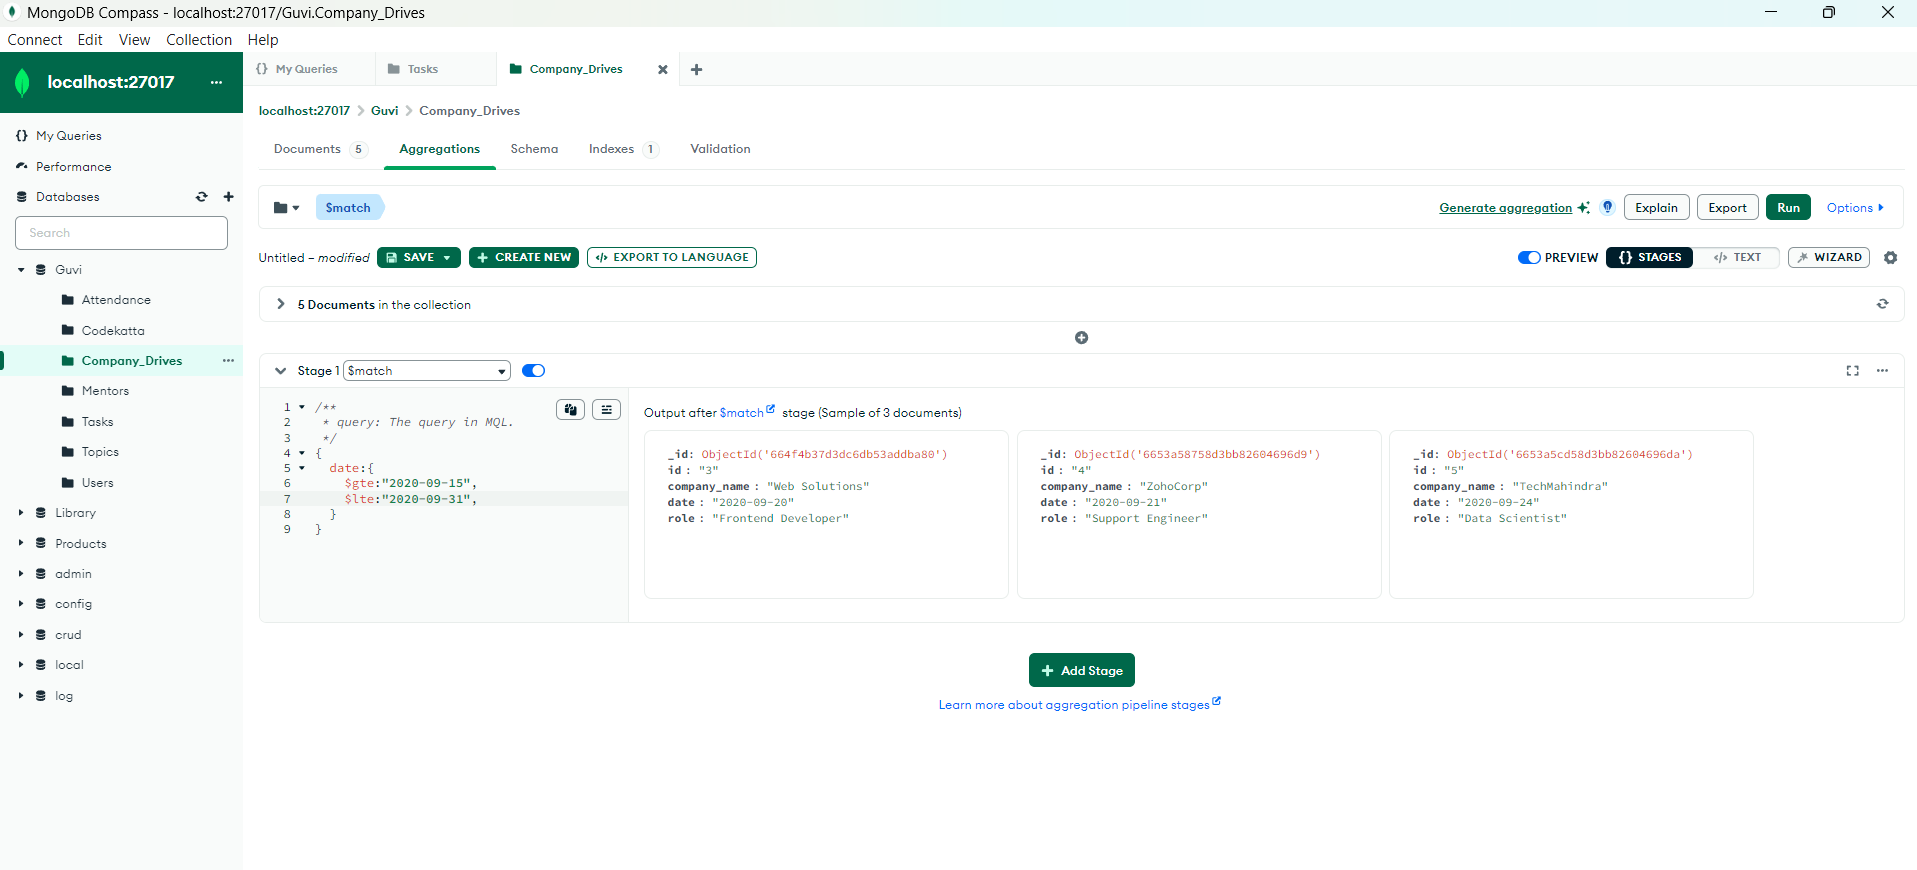 MongoDB Compass - localhost:27017/Guvi.Company_Drives
Connect Edit View Collection Help
localhost:27017 ...
My Queries
Performance
Databases
Search
Guvi
Attendance
Codekatta
Company_Drives ...
Mentors
Tasks
Topics
Users
Library
Products
admin
config
crud
local
log
{} My Queries Tasks Company_Drives
localhost:27017 > Guvi > Company_Drives
Documents 5 Aggregations Schema Indexes 1 Validation
$match Generate aggregation Explain Export Run Options
Untitled – modified SAVE + CREATE NEW </> EXPORT TO LANGUAGE PREVIEW {} STAGES </> TEXT WIZARD
5 Documents in the collection
Stage 1 $match
1 /**
2 * query: The query in MQL.
3 */
4 {
5 date:{
6 $gte:"2020-09-15",
7 $lte:"2020-09-31",
8 }
9 }
Output after $match stage (Sample of 3 documents)
_id: ObjectId('664f4b37d3dc6db53addba80')
id : "3"
company_name : "Web Solutions"
date : "2020-09-20"
role : "Frontend Developer"
_id: ObjectId('6653a58758d3bb82604696d9')
id : "4"
company_name : "ZohoCorp"
date : "2020-09-21"
role : "Support Engineer"
_id: ObjectId('6653a5cd58d3bb82604696da')
id : "5"
company_name : "TechMahindra"
date : "2020-09-24"
role : "Data Scientist"
+ Add Stage
Learn more about aggregation pipeline stages